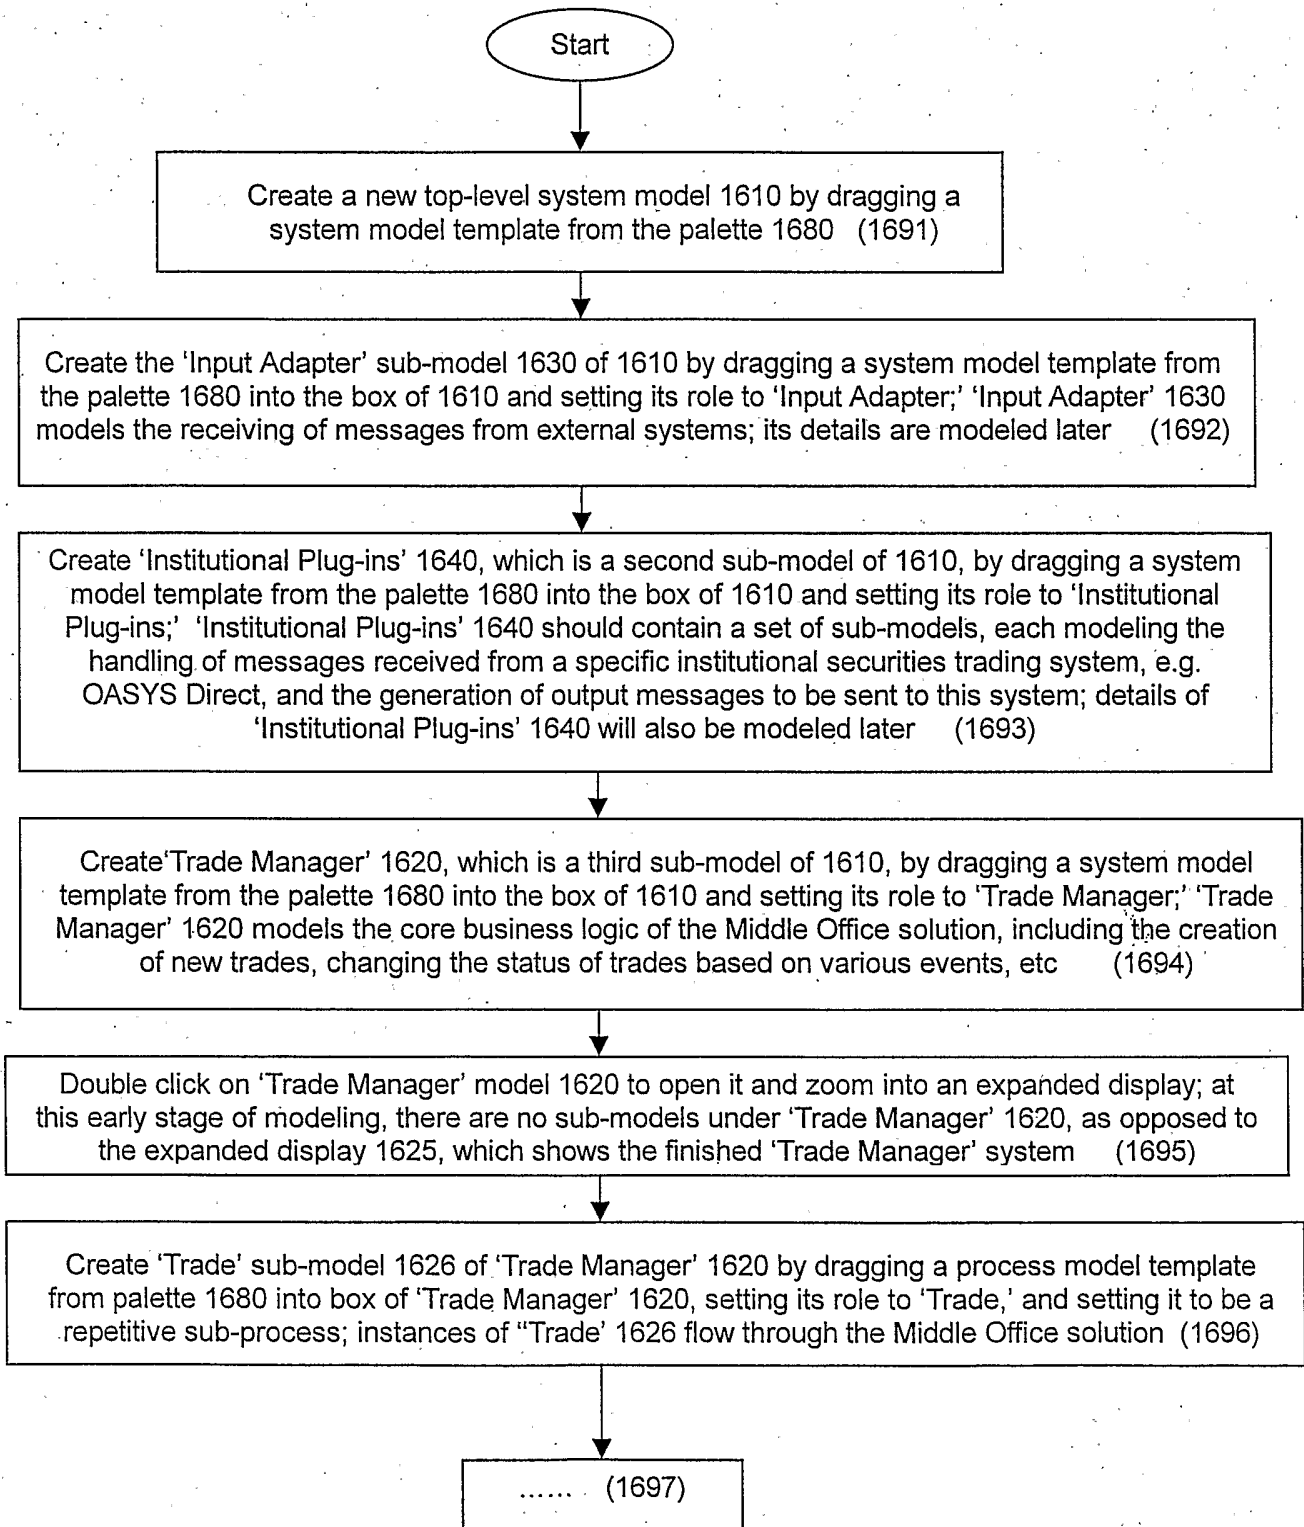 Start
Create a new top-level system model 1610 by dragging a
system model template from the palette 1680 (1691)
Create the ‘Input Adapter’ sub-model 1630 of 1610 by dragging a system model template from
the palette 1680 into the box of 1610 and setting its role to ‘Input Adapter;’ ‘Input Adapter’ 1630
models the receiving of messages from external systems; its details are modeled later (1692)
Create ‘Institutional Plug-ins’ 1640, which is a second sub-model of 1610, by dragging a system
model template from the palette 1680 into the box of 1610 and setting its role to ‘Institutional
Plug-ins;’ ‘Institutional Plug-ins’ 1640 should contain a set of sub-models, each modeling the
handling of messages received from a specific institutional securities trading system, e.g.
OASYS Direct, and the generation of output messages to be sent to this system; details of
‘Institutional Plug-ins’ 1640 will also be modeled later (1693)
Create‘Trade Manager’ 1620, which is a third sub-model of 1610, by dragging a system model
template from the palette 1680 into the box of 1610 and setting its role to ‘Trade Manager;’ ‘Trade
Manager’ 1620 models the core business logic of the Middle Office solution, including the creation
of new trades, changing the status of trades based on various events, etc (1694)
Double click on ‘Trade Manager’ model 1620 to open it and zoom into an expanded display; at
this early stage of modeling, there are no sub-models under ‘Trade Manager’ 1620, as opposed to
the expanded display 1625, which shows the finished ‘Trade Manager’ system (1695)
Create ‘Trade’ sub-model 1626 of ‘Trade Manager’ 1620 by dragging a process model template
from palette 1680 into box of ‘Trade Manager’ 1620, setting its role to ‘Trade,’ and setting it to be a
repetitive sub-process; instances of “Trade’ 1626 flow through the Middle Office solution (1696)
...... (1697)